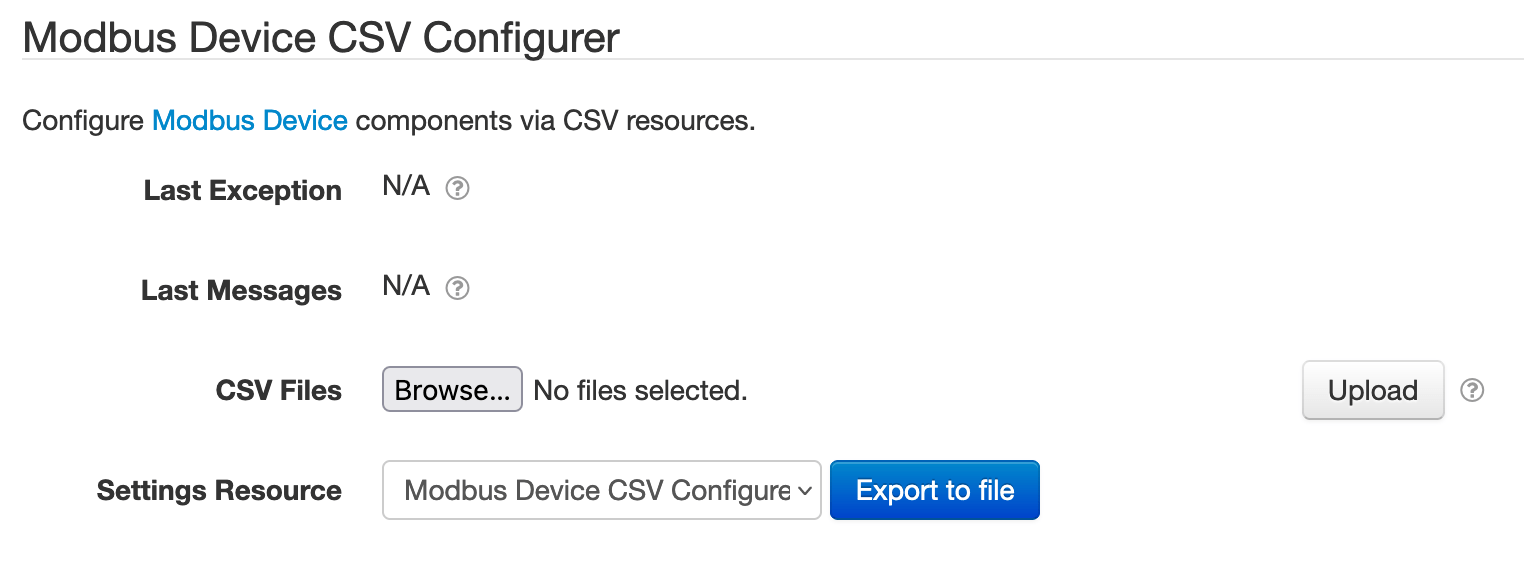 Modbus Device CSV Configurer
Configure Modbus Device components via CSV resources.
Last Exception N/A ?
Last Messages N/A ?
CSV Files Browse... No files selected. Upload ?
Settings Resource Modbus Device CSV Configure Export to file